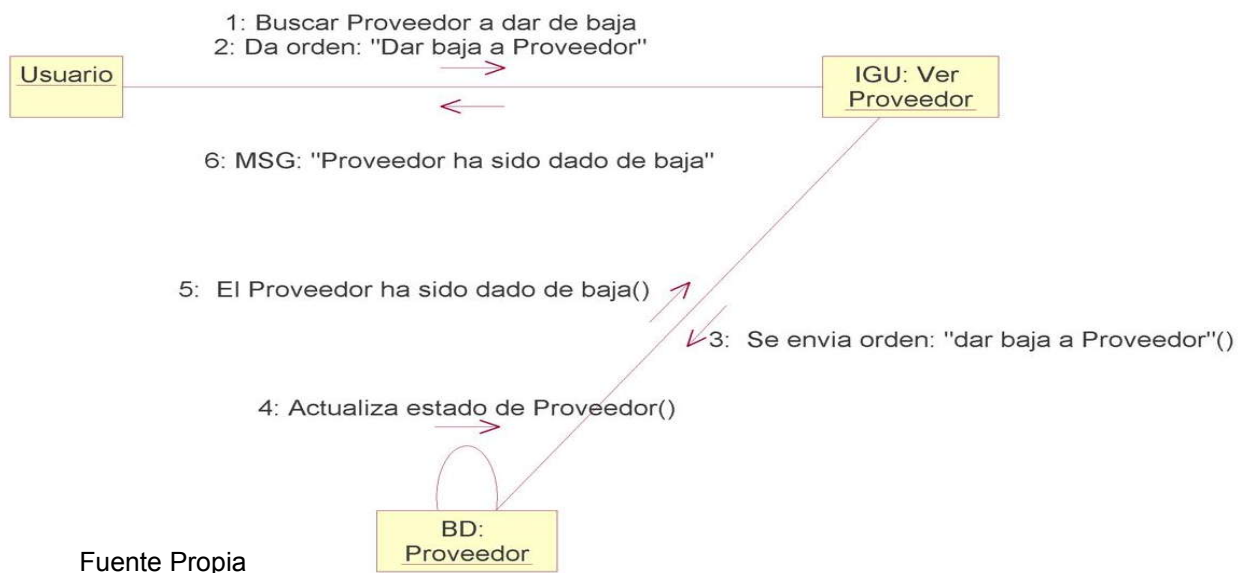 1: Buscar Proveedor a dar de baja
2: Da orden: "Dar baja a Proveedor"
Usuario
IGU: Ver
Proveedor
6: MSG: "Proveedor ha sido dado de baja"
5: El Proveedor ha sido dado de baja()
3: Se envia orden: "dar baja a Proveedor"()
4: Actualiza estado de Proveedor()
BD:
Proveedor
Fuente Propia